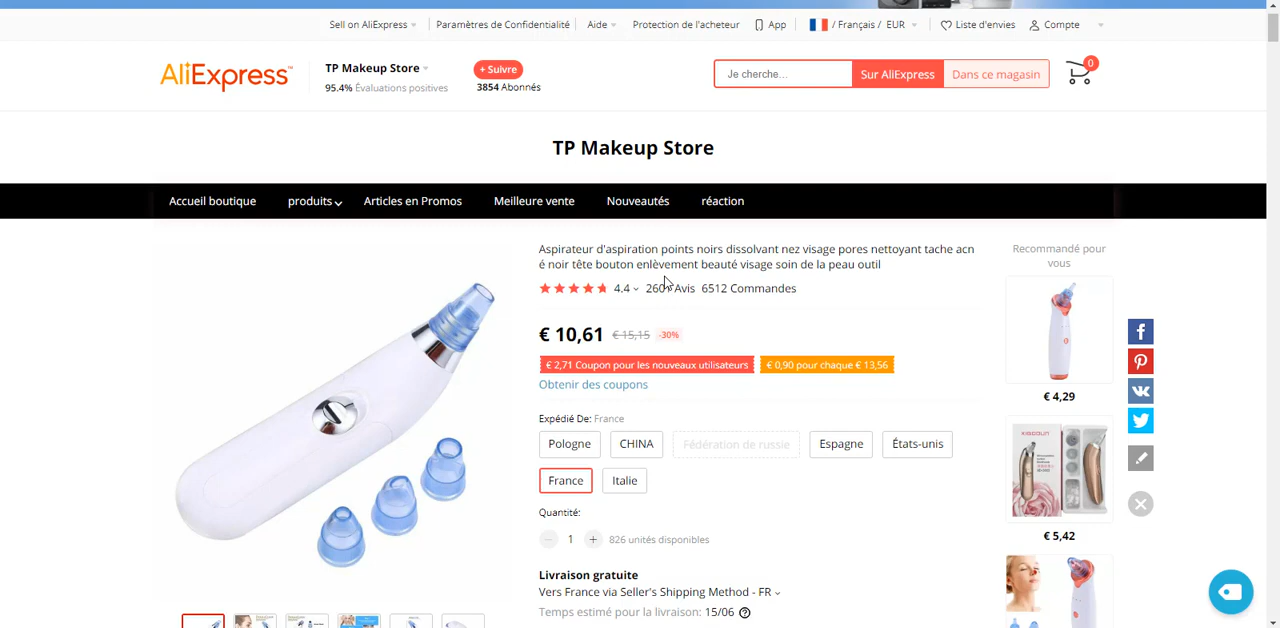 Sell on AliExpress
Paramètres de Confidentialité
Aide
Protection de l'acheteur
App
/ Français / EUR
Liste d'envies
Compte
AliExpress™
TP Makeup Store
95.4% Évaluations positives
+ Suivre
3854 Abonnés
Je cherche...
Sur AliExpress
Dans ce magasin
0
TP Makeup Store
Accueil boutique
produits
Articles en Promos
Meilleure vente
Nouveautés
réaction
Aspirateur d'aspiration points noirs dissolvant nez visage pores nettoyant tache acn
é noir tête bouton enlèvement beauté visage soin de la peau outil
4.4 Avis 6512 Commandes
€ 10,61 € 15,15 -30%
€ 2,71 Coupon pour les nouveaux utilisateurs
€ 0,90 pour chaque € 13,56
Obtenir des coupons
Expédié De: France
Pologne
CHINA
Fédération de russie
Espagne
États-unis
France
Italie
Quantité:
1
826 unités disponibles
Livraison gratuite
Vers France via Seller's Shipping Method - FR
Temps estimé pour la livraison: 15/06
Recommandé pour
vous
€ 4,29
KINGDOUN
€ 5,42